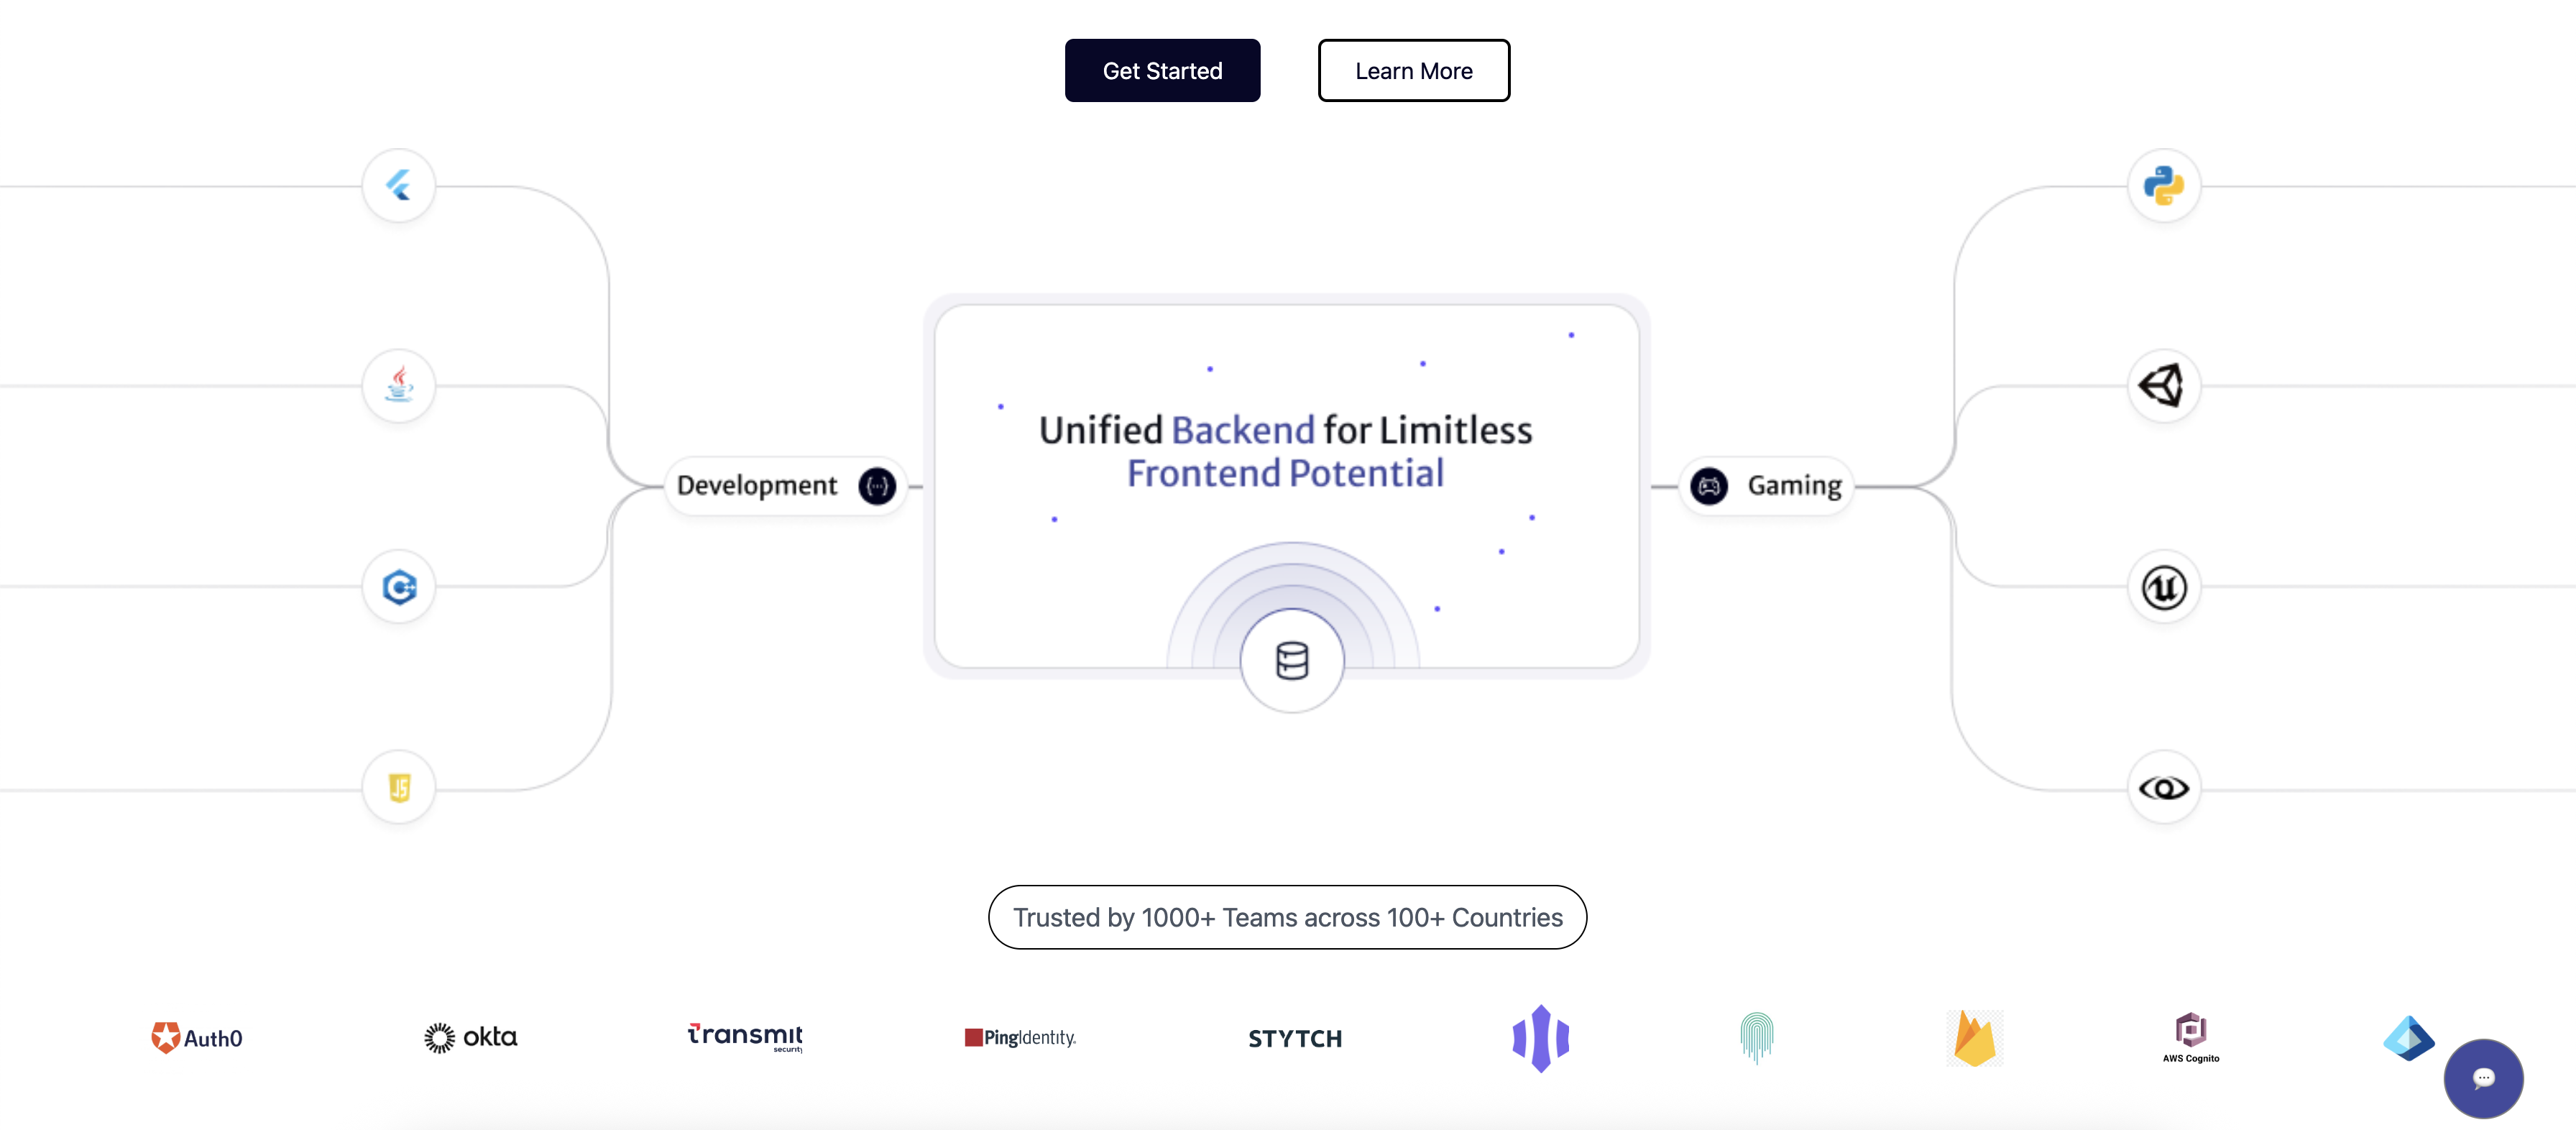 Get Started
Learn More
Unified Backend for Limitless
Frontend Potential
Development
{···}
Gaming
JS
Trusted by 1000+ Teams across 100+ Countries
Auth0
okta
transmit
security
PingIdentity.
STYTCH
AWS Cognito